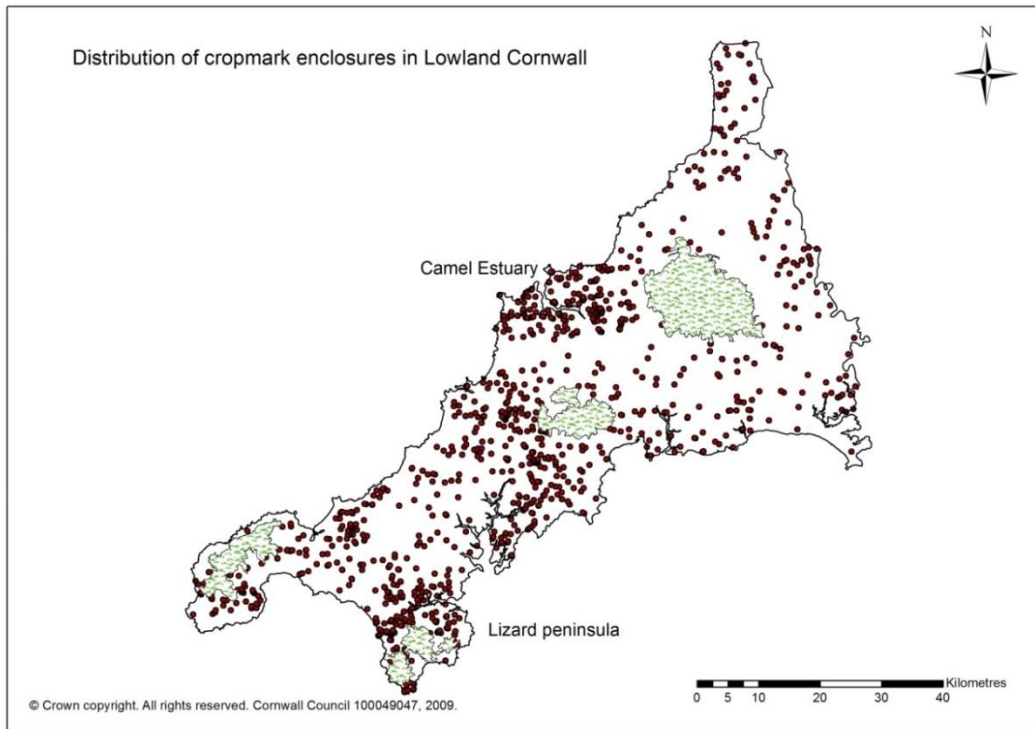 Distribution of cropmark enclosures in Lowland Cornwall
N
Camel Estuary
Lizard peninsula
Kilometres
0 5 10 20 30 40
© Crown copyright. All rights reserved. Cornwall Council 100049047, 2009.